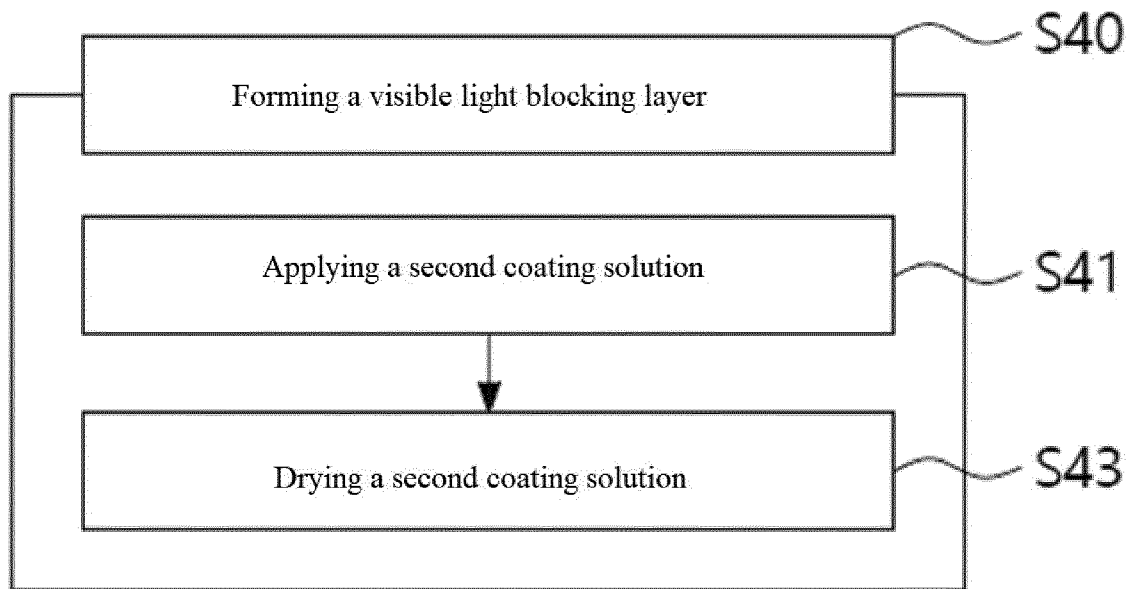 S40
Forming a visible light blocking layer
Applying a second coating solution
S41
Drying a second coating solution
S43